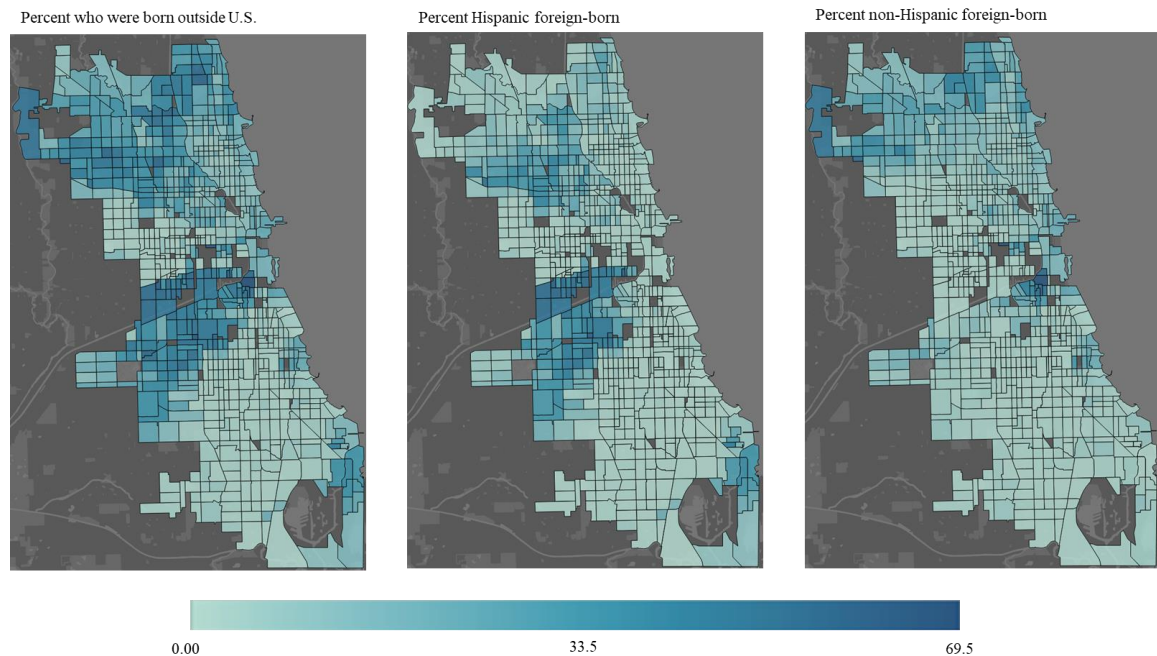 Percent who were born outside U.S.
Percent Hispanic foreign-born
Percent non-Hispanic foreign-born
0.00
33.5
69.5